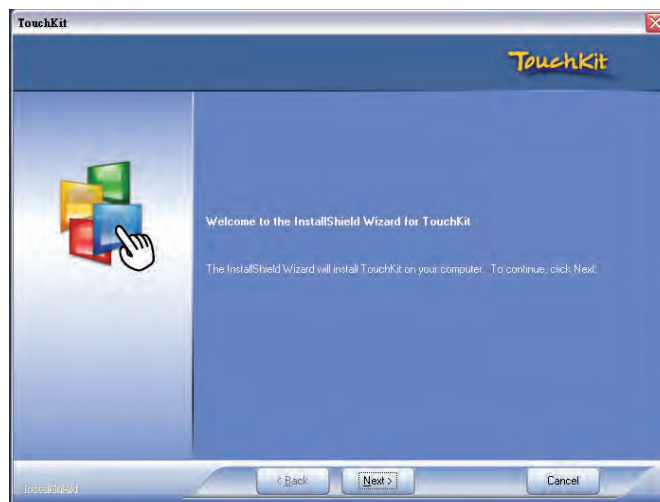 TouchKit
TouchKit
Welcome to the InstallShield Wizard for TouchKit
The InstallShield Wizard will install TouchKit on your computer. To continue, click Next.
InstallShield
< Back
Next >
Cancel